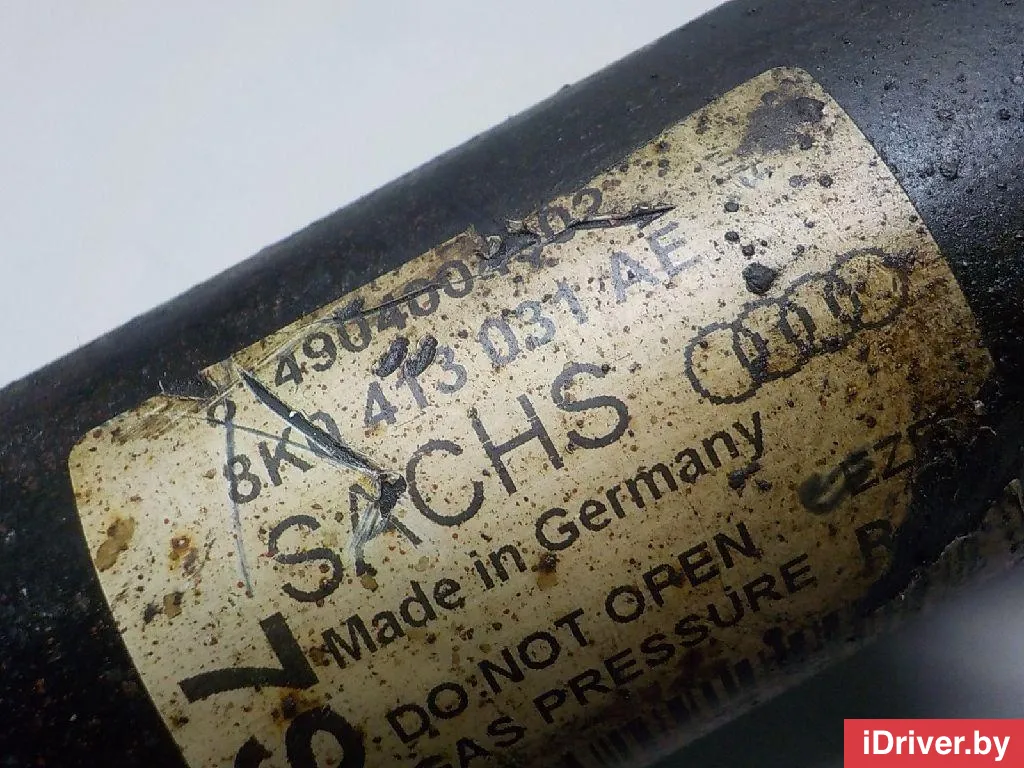 8K0 413 031 AE
SACHS
Made in Germany
DO NOT OPEN
GAS PRESSURE
iDriver.by